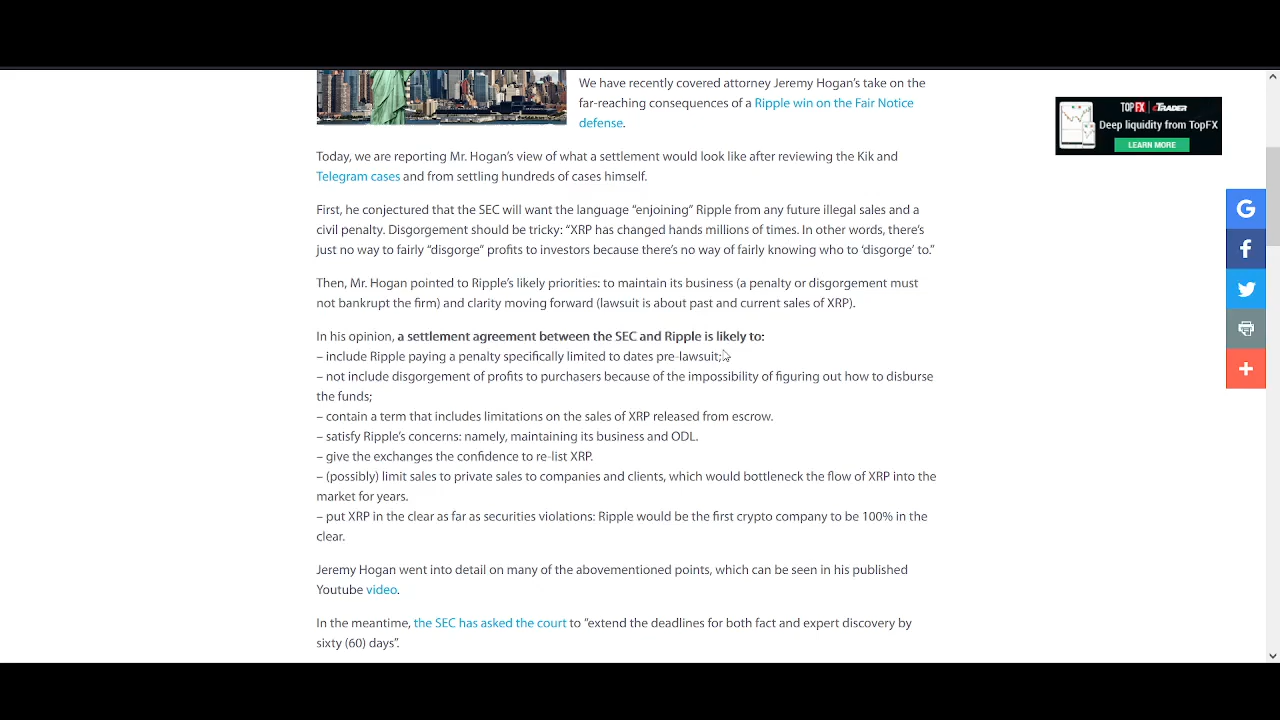 We have recently covered attorney Jeremy Hogan’s take on the
far-reaching consequences of a Ripple win on the Fair Notice
defense.
TOPFX CTRADER
Deep liquidity from TopFX
LEARN MORE
Today, we are reporting Mr. Hogan’s view of what a settlement would look like after reviewing the Kik and
Telegram cases and from settling hundreds of cases himself.
First, he conjectured that the SEC will want the language “enjoining” Ripple from any future illegal sales and a
civil penalty. Disgorgement should be tricky: “XRP has changed hands millions of times. In other words, there’s
just no way to fairly “disgorge” profits to investors because there’s no way of fairly knowing who to ‘disgorge’ to.”
Then, Mr. Hogan pointed to Ripple’s likely priorities: to maintain its business (a penalty or disgorgement must
not bankrupt the firm) and clarity moving forward (lawsuit is about past and current sales of XRP).
In his opinion, a settlement agreement between the SEC and Ripple is likely to:
– include Ripple paying a penalty specifically limited to dates pre-lawsuit;
– not include disgorgement of profits to purchasers because of the impossibility of figuring out how to disburse
the funds;
– contain a term that includes limitations on the sales of XRP released from escrow.
– satisfy Ripple’s concerns: namely, maintaining its business and ODL.
– give the exchanges the confidence to re-list XRP.
– (possibly) limit sales to private sales to companies and clients, which would bottleneck the flow of XRP into the
market for years.
– put XRP in the clear as far as securities violations: Ripple would be the first crypto company to be 100% in the
clear.
Jeremy Hogan went into detail on many of the abovementioned points, which can be seen in his published
Youtube video.
In the meantime, the SEC has asked the court to “extend the deadlines for both fact and expert discovery by
sixty (60) days”.